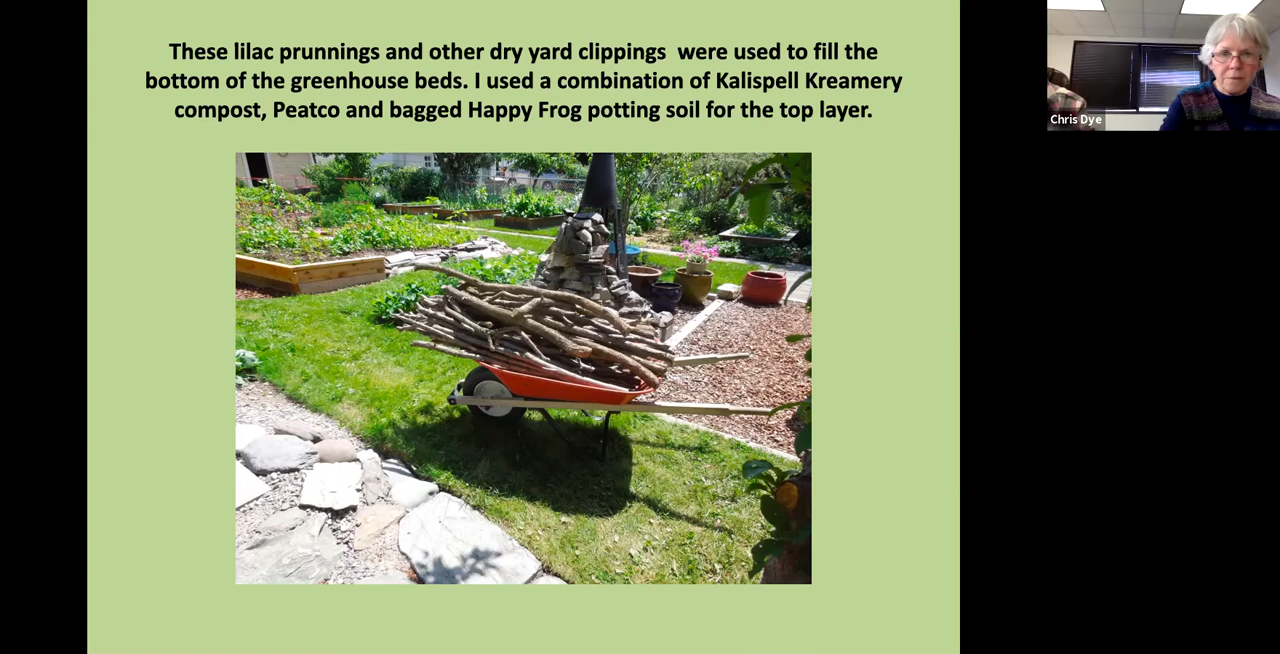 These lilac prunnings and other dry yard clippings  were used to fill the
bottom of the greenhouse beds. I used a combination of Kalispell Kreamery
compost, Peatco and bagged Happy Frog potting soil for the top layer.
Chris Dye